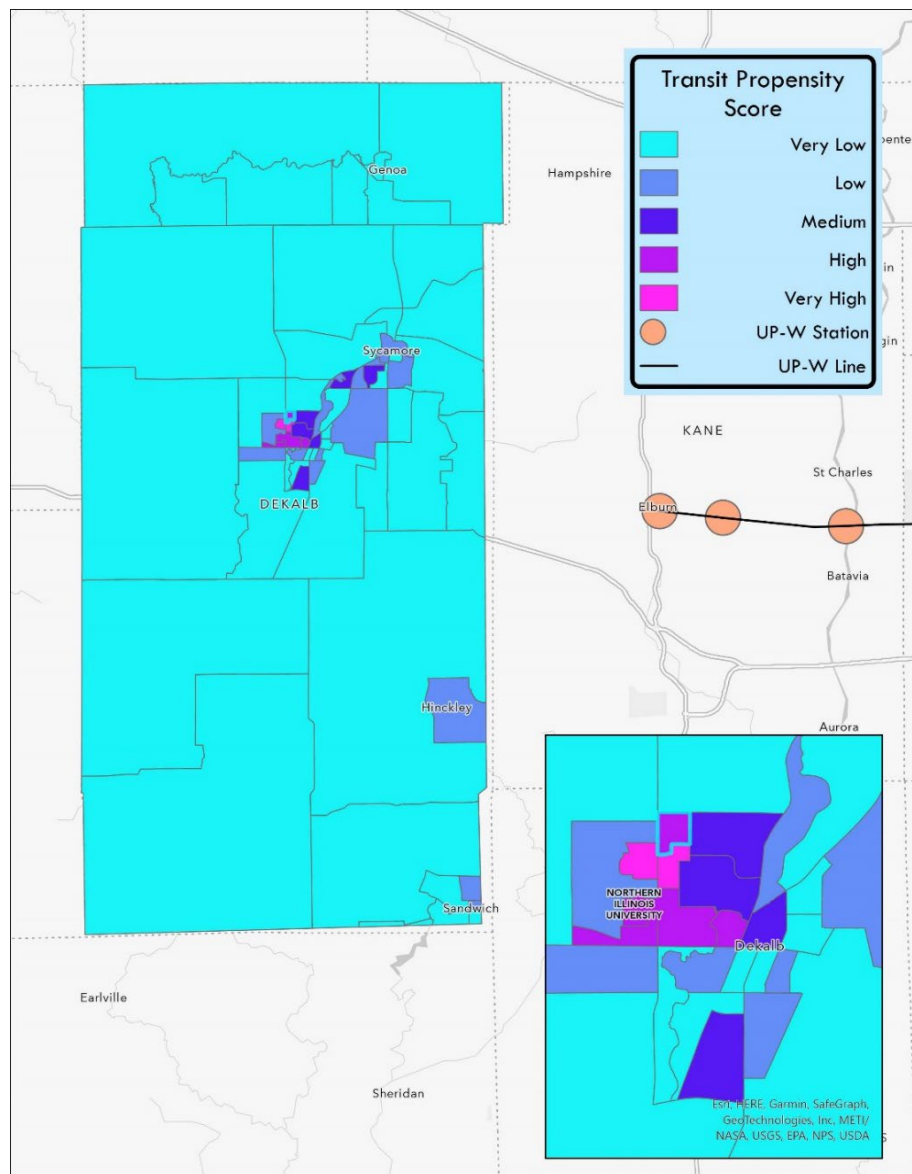 Transit Propensity
Score
Very Low
Low
Medium
High
Very High
UP-W Station
UP-W Line
Genoa
Hampshire
Sycamore
KANE
St Charles
DEKALB
Elburn
Batavia
Hinckley
Aurora
Sandwich
Earlville
Sheridan
NORTHERN
ILLINOIS
UNIVERSITY
Dekalb
Esri, HERE, Garmin, SafeGraph,
GeoTechnologies, Inc, METI/
NASA, USGS, EPA, NPS, USDA